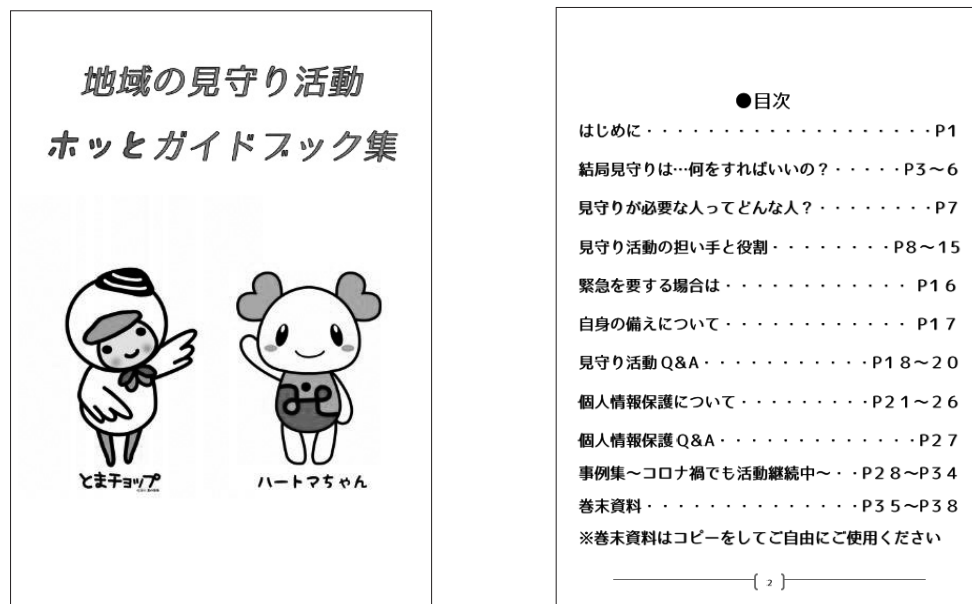 地域の見守り活動
ホッとガイドブック集
とまチョップ
ハートマちゃん
●目次
はじめに・・・・・・・・・・・・・・・・・・・P1
結局見守りは…何をすればいいの?・・・・・P3~6
見守りが必要な人ってどんな人?・・・・・・・・P7
見守り活動の担い手と役割・・・・・・・・P8~15
緊急を要する場合は・・・・・・・・・・・・ P16
自身の備えについて・・・・・・・・・・・・ P17
見守り活動Q&A・・・・・・・・・・・P18~20
個人情報保護について・・・・・・・・・P21~26
個人情報保護Q&A・・・・・・・・・・・・・P27
事例集~コロナ禍でも活動継続中~・・P28~P34
巻末資料・・・・・・・・・・・・・・P35~P38
※巻末資料はコピーをしてご自由にご使用ください
2